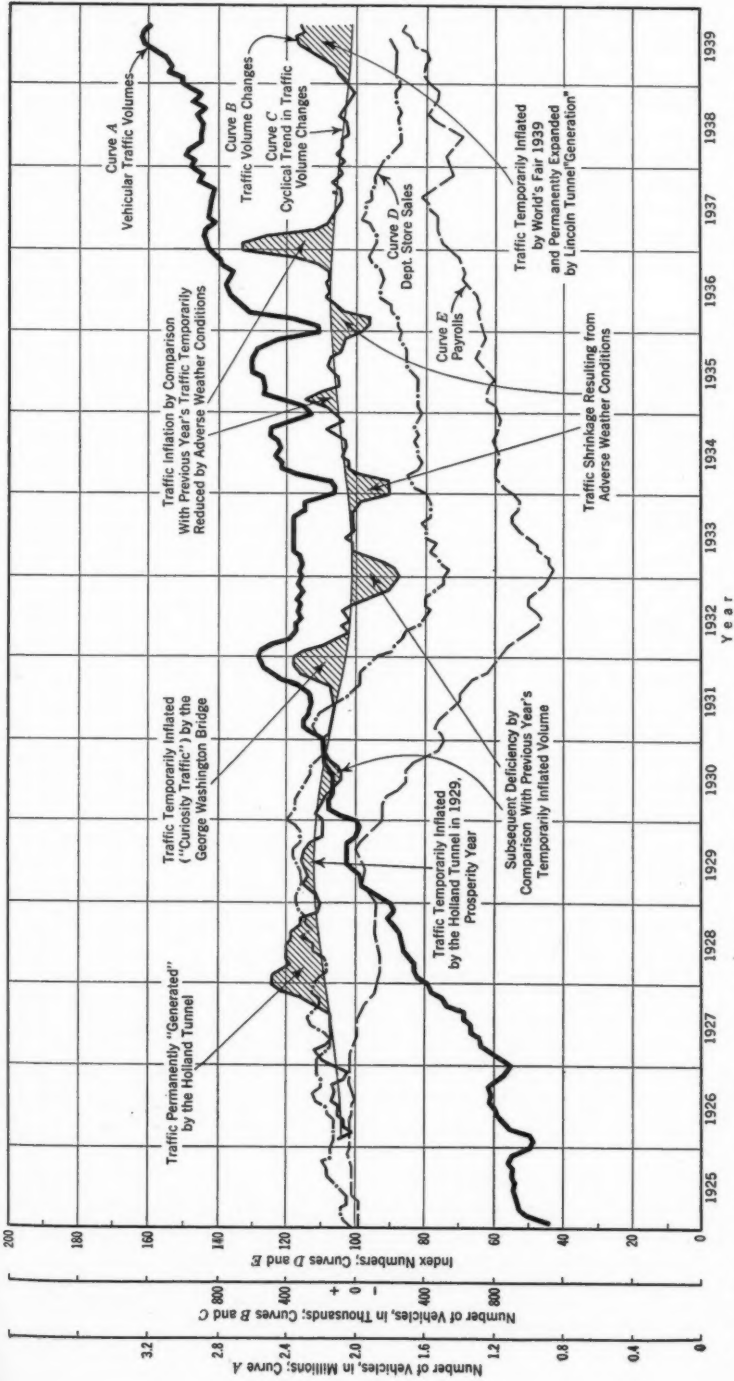 Curve A
Vehicular Traffic Volumes
Curve B
Traffic Volume Changes
Curve C
Cyclical Trend in Traffic
Volume Changes
Curve D
Dept. Store Sales
Curve E
Payrolls
Traffic Inflation by Comparison
With Previous Year's Traffic Temporarily
Reduced by Adverse Weather Conditions
Traffic Temporarily Inflated
("Curiosity Traffic") by the
George Washington Bridge
Traffic Permanently "Generated"
by the Holland Tunnel
Traffic Temporarily Inflated
by the Holland Tunnel in 1929,
Prosperity Year
Subsequent Deficiency by
Comparison With Previous Year's
Temporarily Inflated Volume
Traffic Shrinkage Resulting from
Adverse Weather Conditions
Traffic Temporarily Inflated
by World's Fair 1939
and Permanently Expanded
by Lincoln Tunnel "Generation"
200
160
140
120
100
80
60
40
20
0
Index Numbers; Curves D and E
800
400
+
0
−
400
800
Number of Vehicles, in Thousands; Curves B and C
3.2
2.8
2.4
2.0
1.6
1.2
0.8
0.4
0
Number of Vehicles, in Millions; Curve A
1925
1926
1927
1928
1929
1930
1931
1932
1933
1934
1935
1936
1937
1938
1939
Year